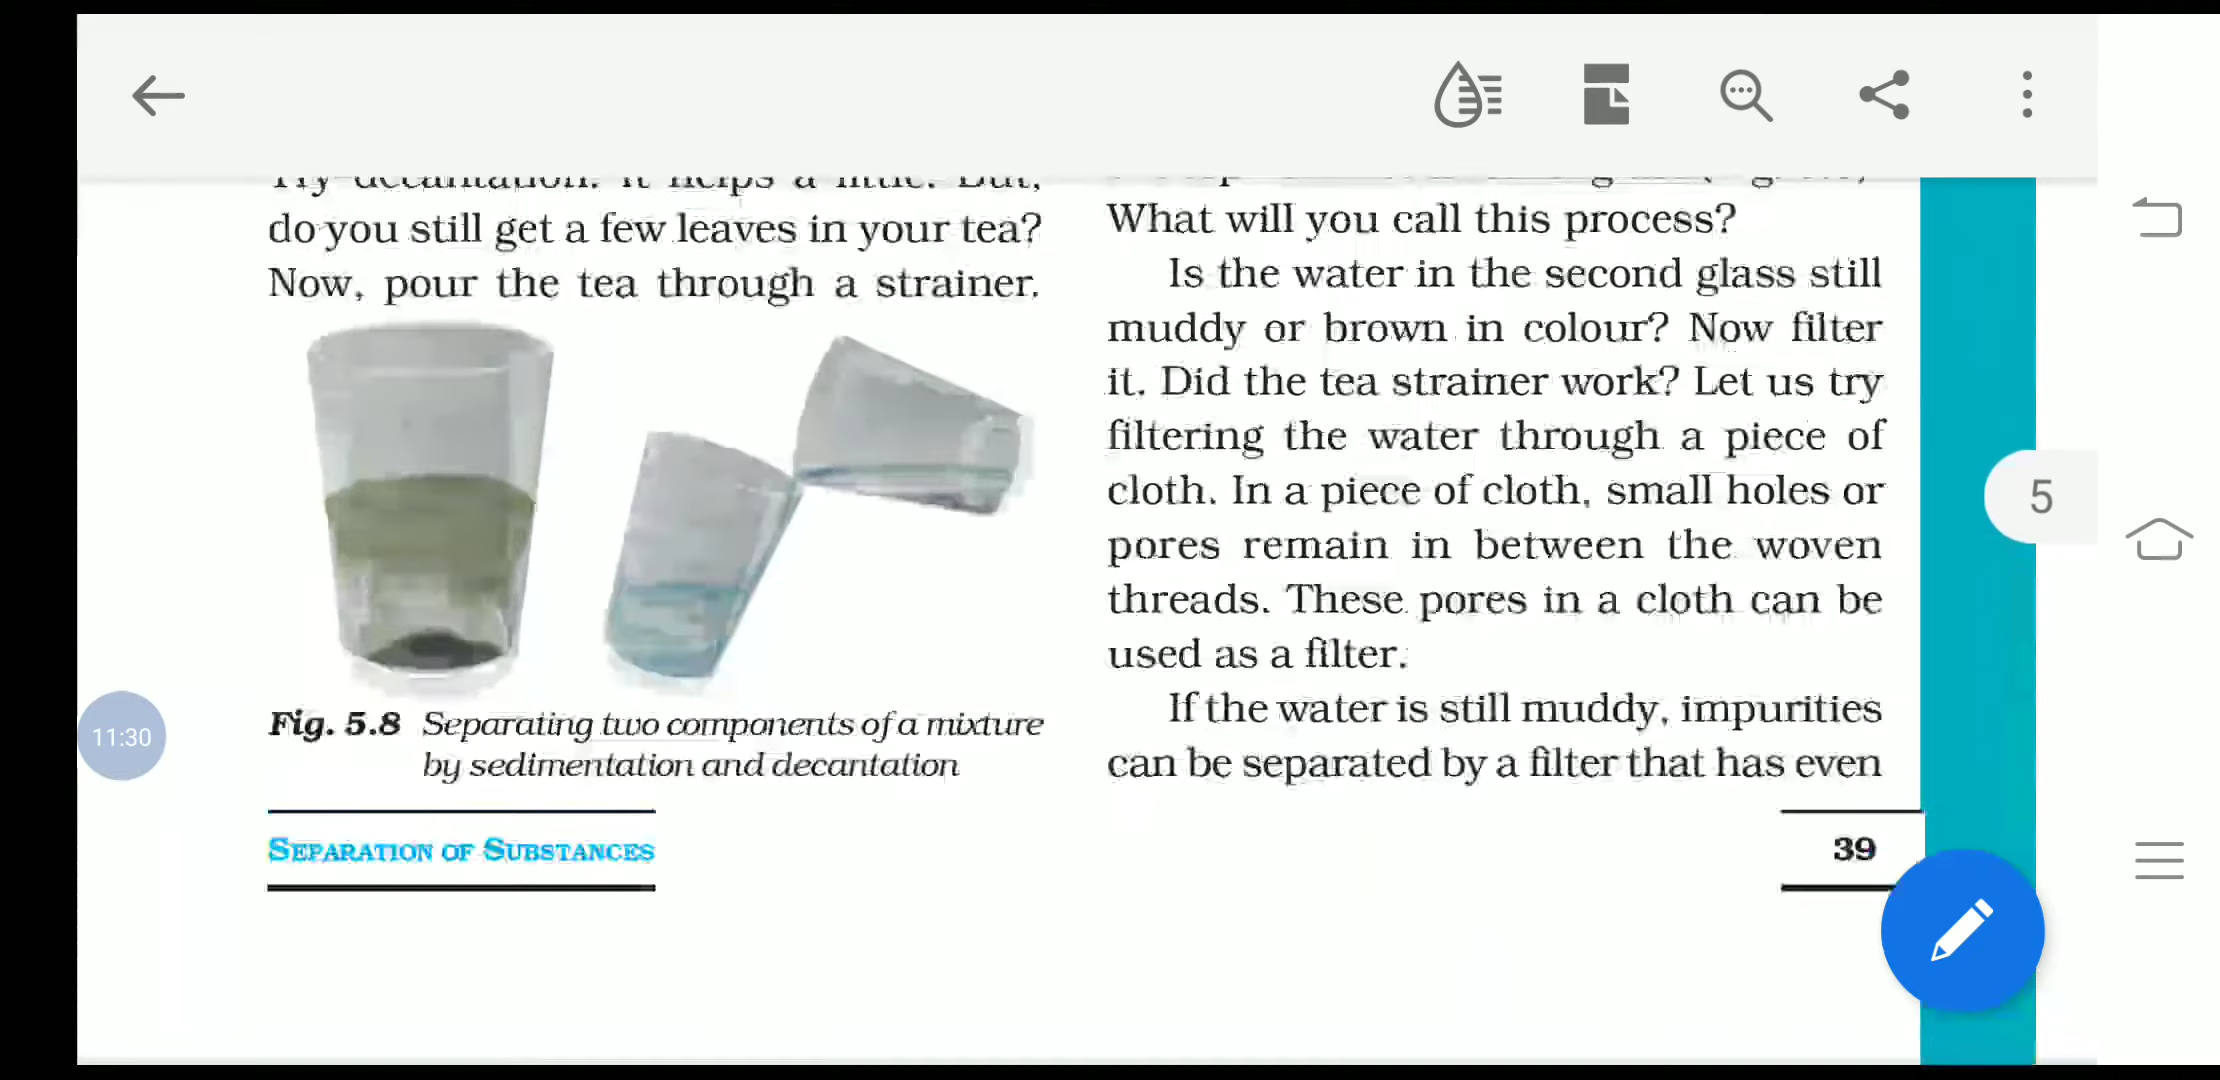 do you still get a few leaves in your tea?
Now, pour the tea through a strainer.
Fig. 5.8 Separating two components of a mixture
by sedimentation and decantation
What will you call this process?
Is the water in the second glass still
muddy or brown in colour? Now filter
it. Did the tea strainer work? Let us try
filtering the water through a piece of
cloth. In a piece of cloth, small holes or
pores remain in between the woven
threads. These pores in a cloth can be
used as a filter.
If the water is still muddy, impurities
can be separated by a filter that has even
SEPARATION OF SUBSTANCES
39
5
11:30